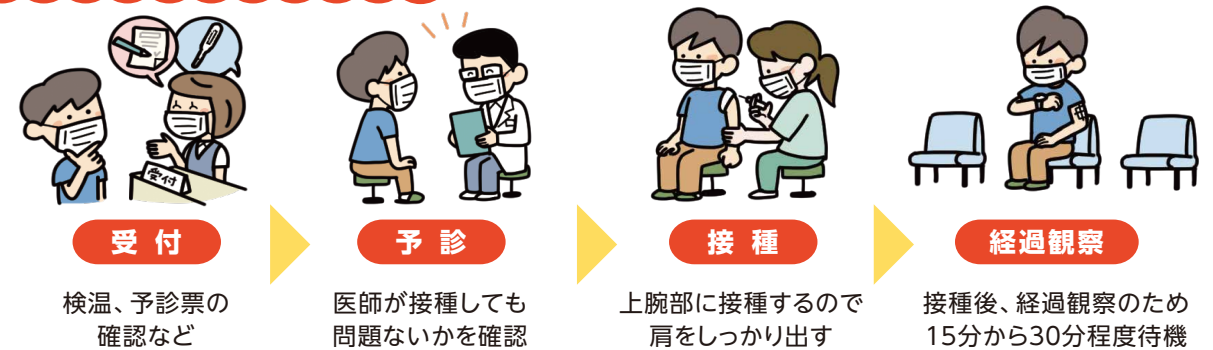 受付
受付
検温、予診票の
確認など
予診
医師が接種しても
問題ないかを確認
接種
上腕部に接種するので
肩をしっかり出す
経過観察
接種後、経過観察のため
15分から30分程度待機